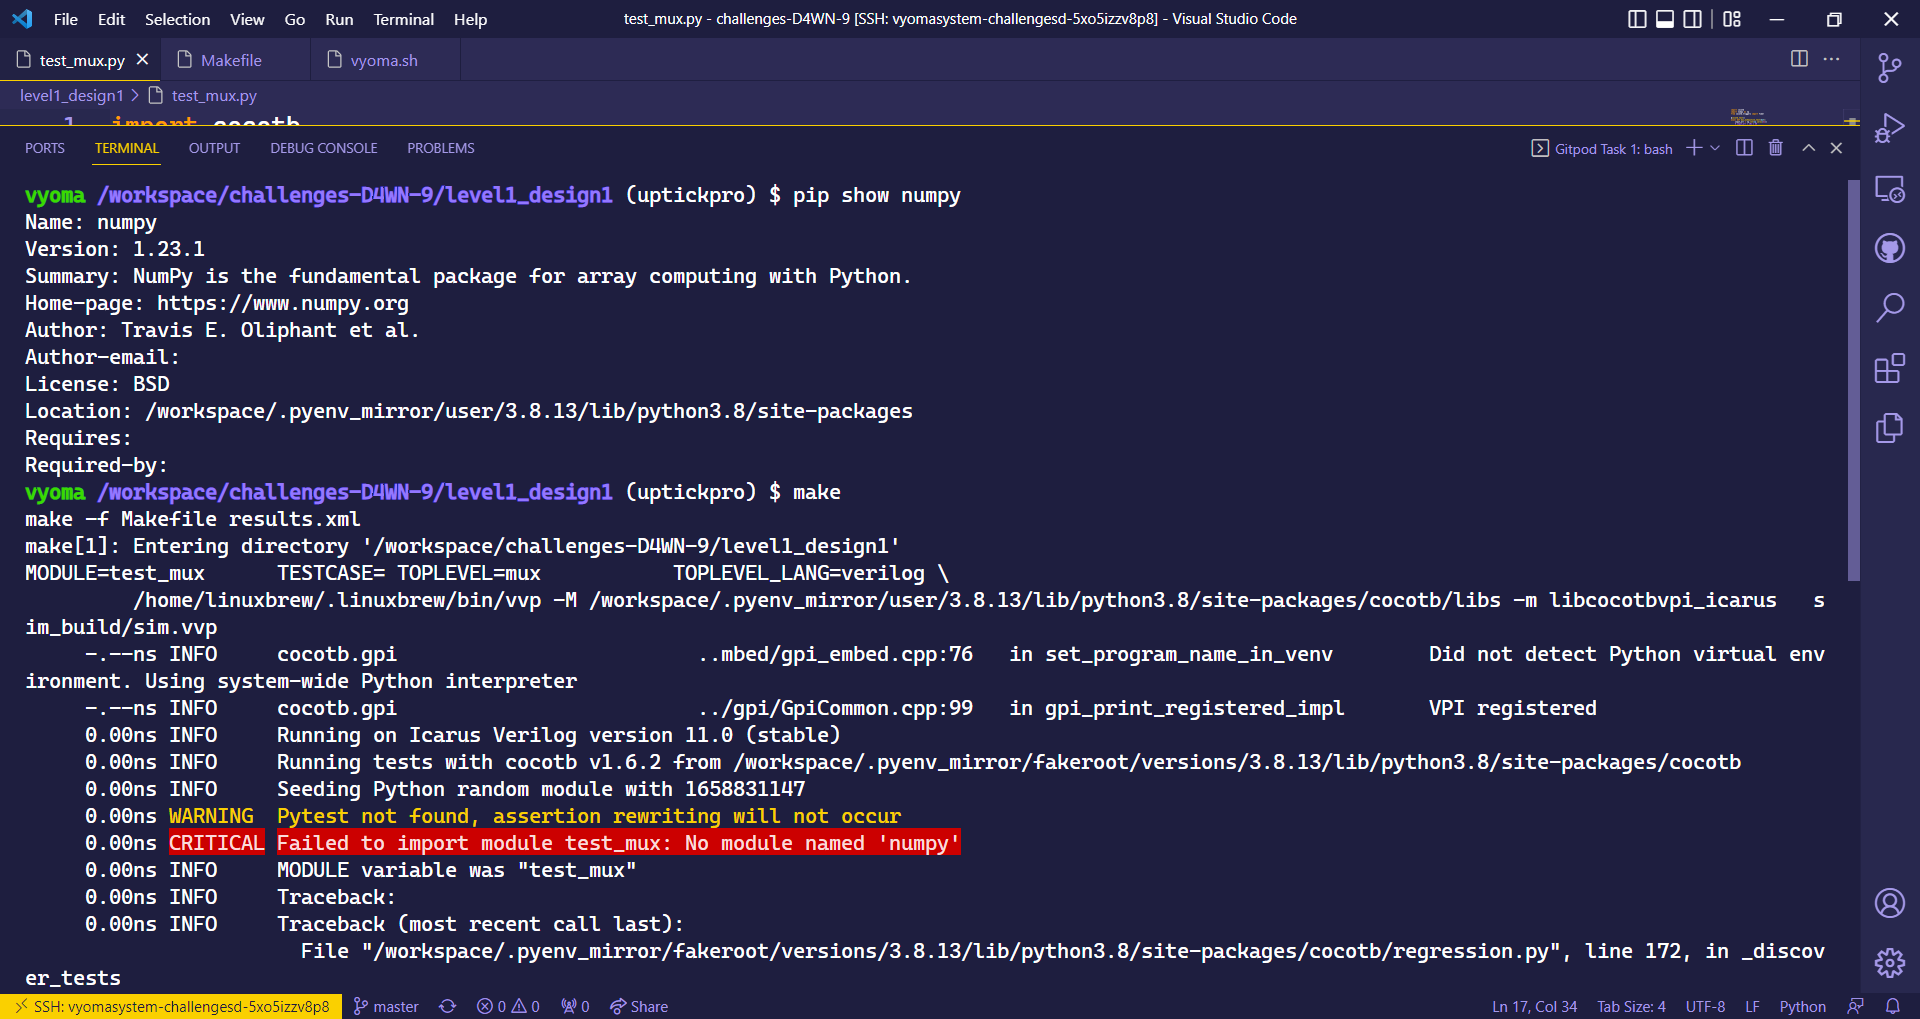 File Edit Selection View Go Run Terminal Help test_mux.py - challenges-D4WN-9 [SSH: vyomasystem-challengesd-5xo5izzv8p8] - Visual Studio Code
test_mux.py Makefile vyoma.sh
level1_design1 > test_mux.py
1 import cocotb
PORTS TERMINAL OUTPUT DEBUG CONSOLE PROBLEMS Gitpod Task 1: bash
vyoma /workspace/challenges-D4WN-9/level1_design1 (uptickpro) $ pip show numpy
Name: numpy
Version: 1.23.1
Summary: NumPy is the fundamental package for array computing with Python.
Home-page: https://www.numpy.org
Author: Travis E. Oliphant et al.
Author-email:
License: BSD
Location: /workspace/.pyenv_mirror/user/3.8.13/lib/python3.8/site-packages
Requires:
Required-by:
vyoma /workspace/challenges-D4WN-9/level1_design1 (uptickpro) $ make
make -f Makefile results.xml
make[1]: Entering directory '/workspace/challenges-D4WN-9/level1_design1'
MODULE=test_mux TESTCASE= TOPLEVEL=mux TOPLEVEL_LANG=verilog \
/home/linuxbrew/.linuxbrew/bin/vvp -M /workspace/.pyenv_mirror/user/3.8.13/lib/python3.8/site-packages/cocotb/libs -m libcocotbvpi_icarus s
im_build/sim.vvp
-.--ns INFO cocotb.gpi ..mbed/gpi_embed.cpp:76 in set_program_name_in_venv Did not detect Python virtual env
ironment. Using system-wide Python interpreter
-.--ns INFO cocotb.gpi ../gpi/GpiCommon.cpp:99 in gpi_print_registered_impl VPI registered
0.00ns INFO Running on Icarus Verilog version 11.0 (stable)
0.00ns INFO Running tests with cocotb v1.6.2 from /workspace/.pyenv_mirror/fakeroot/versions/3.8.13/lib/python3.8/site-packages/cocotb
0.00ns INFO Seeding Python random module with 1658831147
0.00ns WARNING Pytest not found, assertion rewriting will not occur
0.00ns CRITICAL Failed to import module test_mux: No module named 'numpy'
0.00ns INFO MODULE variable was "test_mux"
0.00ns INFO Traceback:
0.00ns INFO Traceback (most recent call last):
File "/workspace/.pyenv_mirror/fakeroot/versions/3.8.13/lib/python3.8/site-packages/cocotb/regression.py", line 172, in _discov
er_tests
SSH: vyomasystem-challengesd-5xo5izzv8p8 master 0 0 0 Share Ln 17, Col 34 Tab Size: 4 UTF-8 LF Python